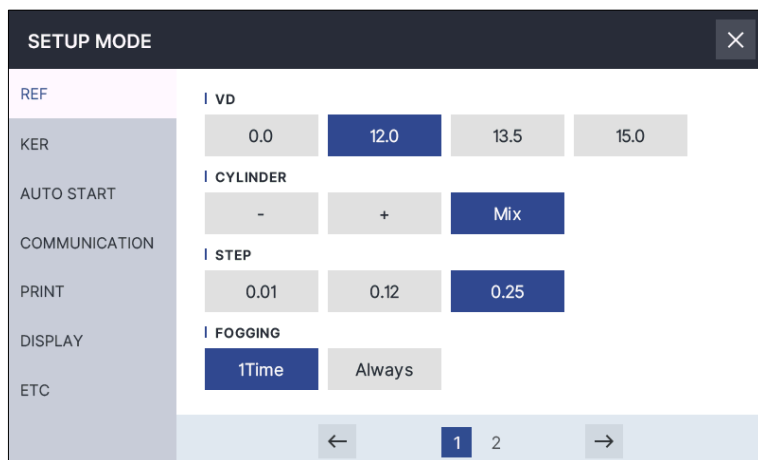 SETUP MODE
REF
KER
AUTO START
COMMUNICATION
PRINT
DISPLAY
ETC
VD
0.0 12.0 13.5 15.0
CYLINDER
- + Mix
STEP
0.01 0.12 0.25
FOGGING
1Time Always
← 1 2 →